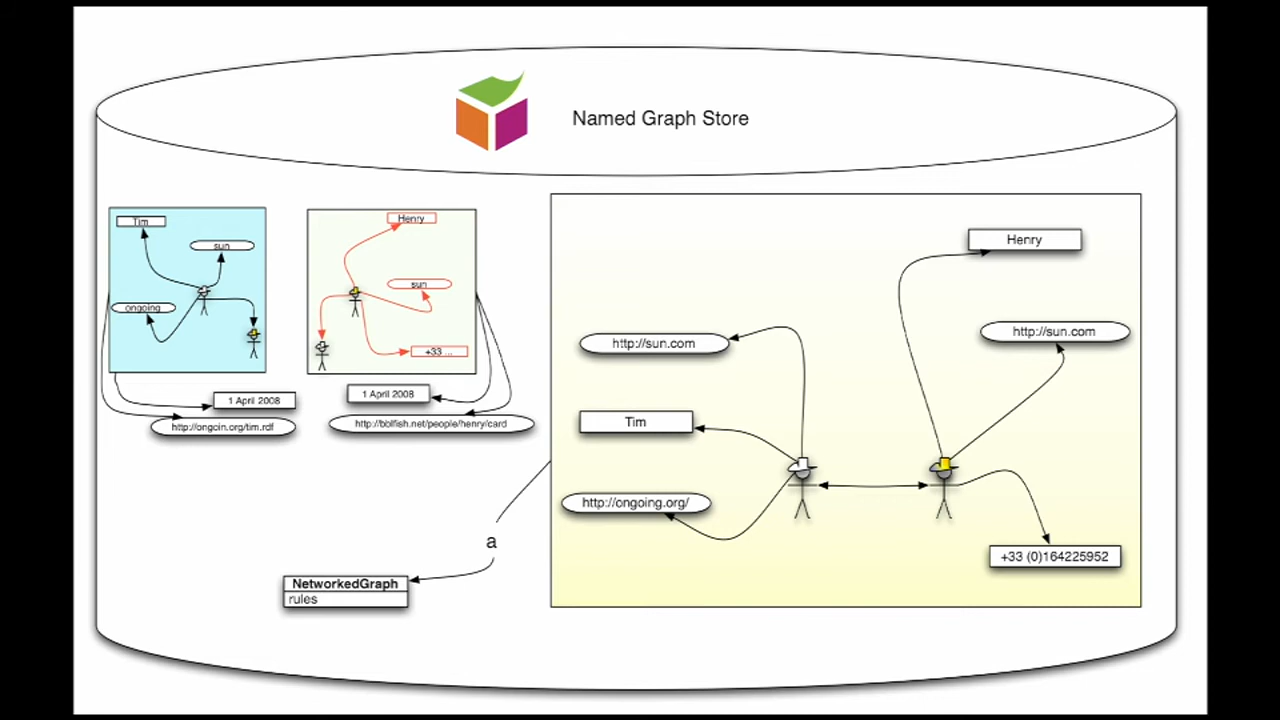 Named Graph Store
Tim
sun
ongoing
1 April 2008
http://ongoin.org/tim.rdf
Henry
sun
+33 ...
1 April 2008
http://bblfish.net/people/henry/card
a
NetworkedGraph
rules
Henry
http://sun.com
http://sun.com
Tim
http://ongoing.org/
+33 (0)164225952